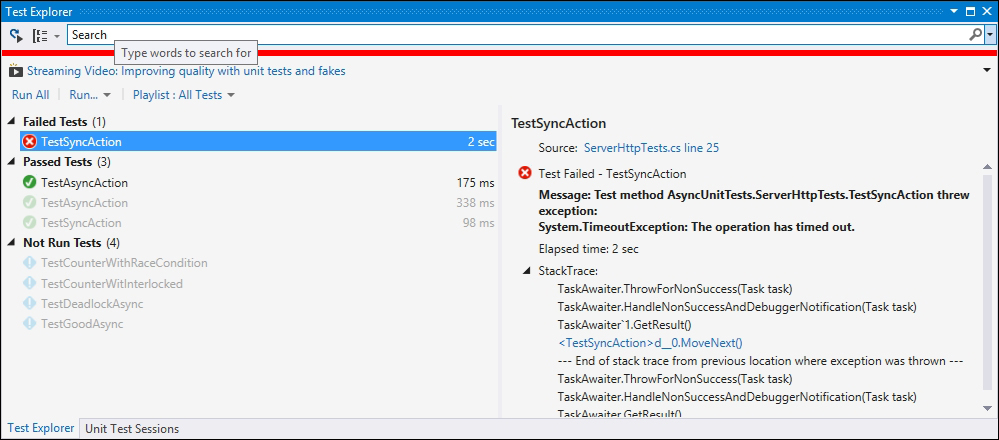 Test Explorer
Search
Type words to search for
Streaming Video: Improving quality with unit tests and fakes
Run All | Run... | Playlist : All Tests
Failed Tests (1)
TestSyncAction 2 sec
Passed Tests (3)
TestAsyncAction 175 ms
TestAsyncAction 338 ms
TestSyncAction 98 ms
Not Run Tests (4)
TestCounterWithRaceCondition
TestCounterWitInterlocked
TestDeadlockAsync
TestGoodAsync
TestSyncAction
Source: ServerHttpTests.cs line 25
Test Failed - TestSyncAction
Message: Test method AsyncUnitTests.ServerHttpTests.TestSyncAction threw
exception:
System.TimeoutException: The operation has timed out.
Elapsed time: 2 sec
StackTrace:
TaskAwaiter.ThrowForNonSuccess(Task task)
TaskAwaiter.HandleNonSuccessAndDebuggerNotification(Task task)
TaskAwaiter`1.GetResult()
<TestSyncAction>d__0.MoveNext()
--- End of stack trace from previous location where exception was thrown ---
TaskAwaiter.ThrowForNonSuccess(Task task)
TaskAwaiter.HandleNonSuccessAndDebuggerNotification(Task task)
TaskAwaiter.GetResult()
Test Explorer Unit Test Sessions